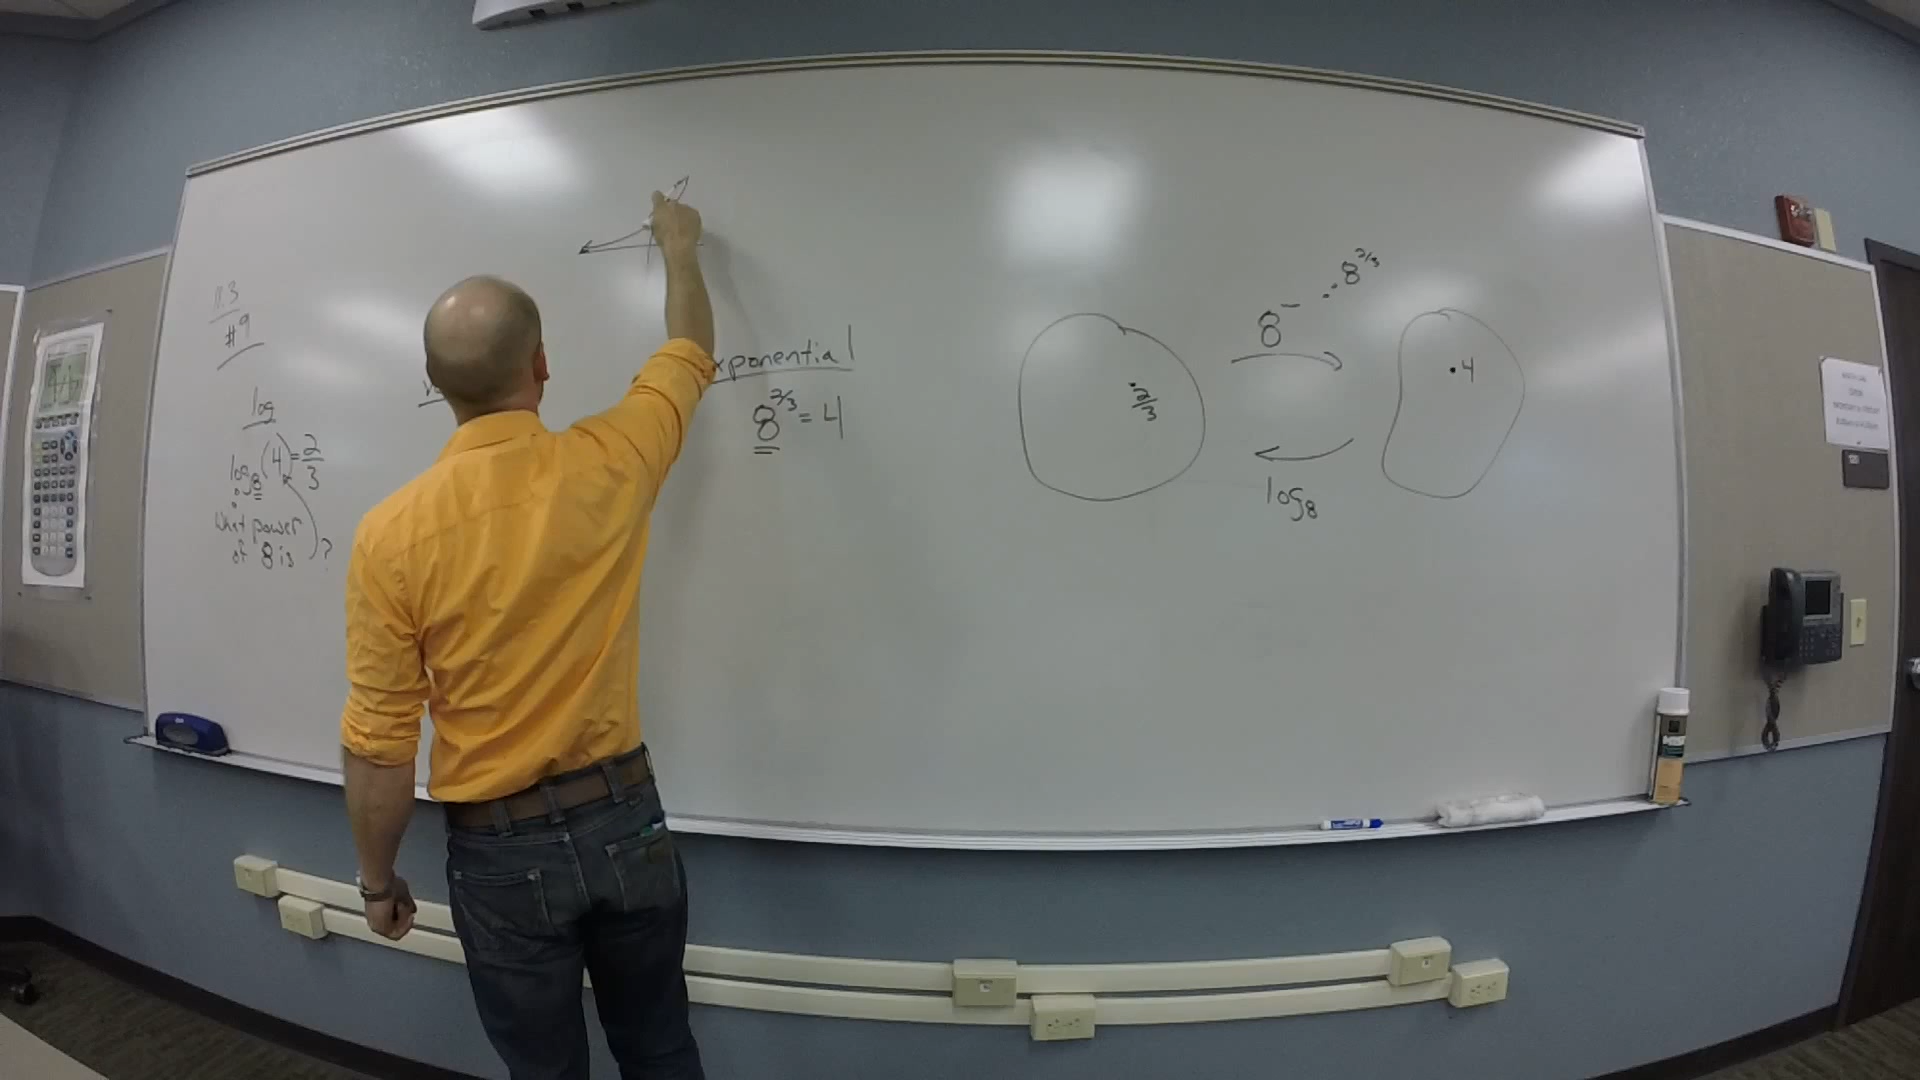 11.3
#9
log
log₈(4) = 2/3
What power
of 8 is ?
xponential
8^(2/3) = 4
2/3
8^–
8^(2/3)
log₈
4